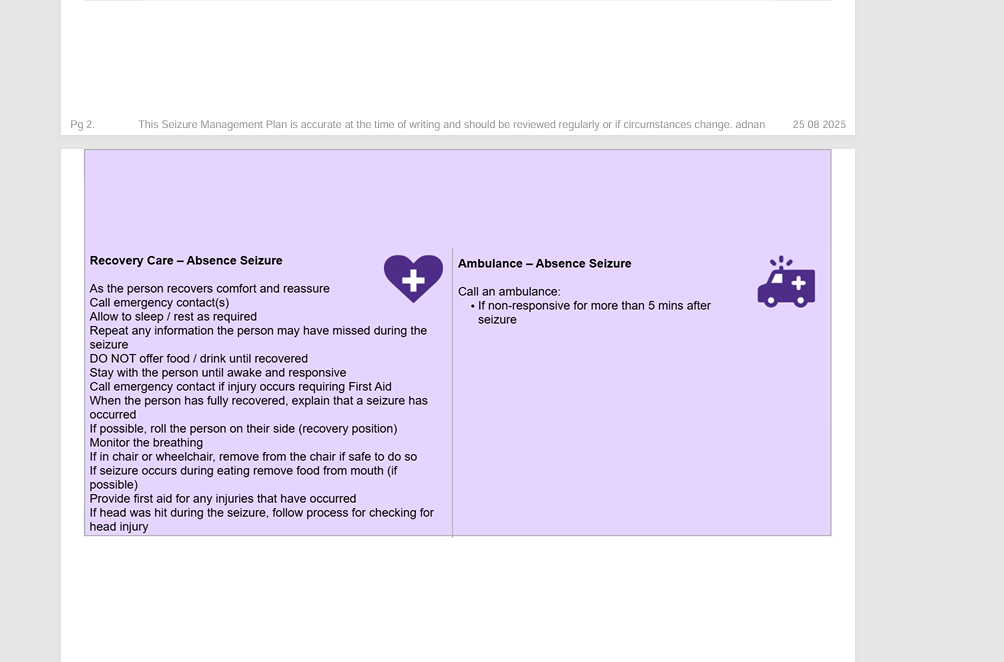 Pg 2. This Seizure Management Plan is accurate at the time of writing and should be reviewed regularly or if circumstances change. adnan 25 08 2025
Recovery Care – Absence Seizure
As the person recovers comfort and reassure
Call emergency contact(s)
Allow to sleep / rest as required
Repeat any information the person may have missed during the
seizure
DO NOT offer food / drink until recovered
Stay with the person until awake and responsive
Call emergency contact if injury occurs requiring First Aid
When the person has fully recovered, explain that a seizure has
occurred
If possible, roll the person on their side (recovery position)
Monitor the breathing
If in chair or wheelchair, remove from the chair if safe to do so
If seizure occurs during eating remove food from mouth (if
possible)
Provide first aid for any injuries that have occurred
If head was hit during the seizure, follow process for checking for
head injury
Ambulance – Absence Seizure
Call an ambulance:
• If non-responsive for more than 5 mins after
seizure